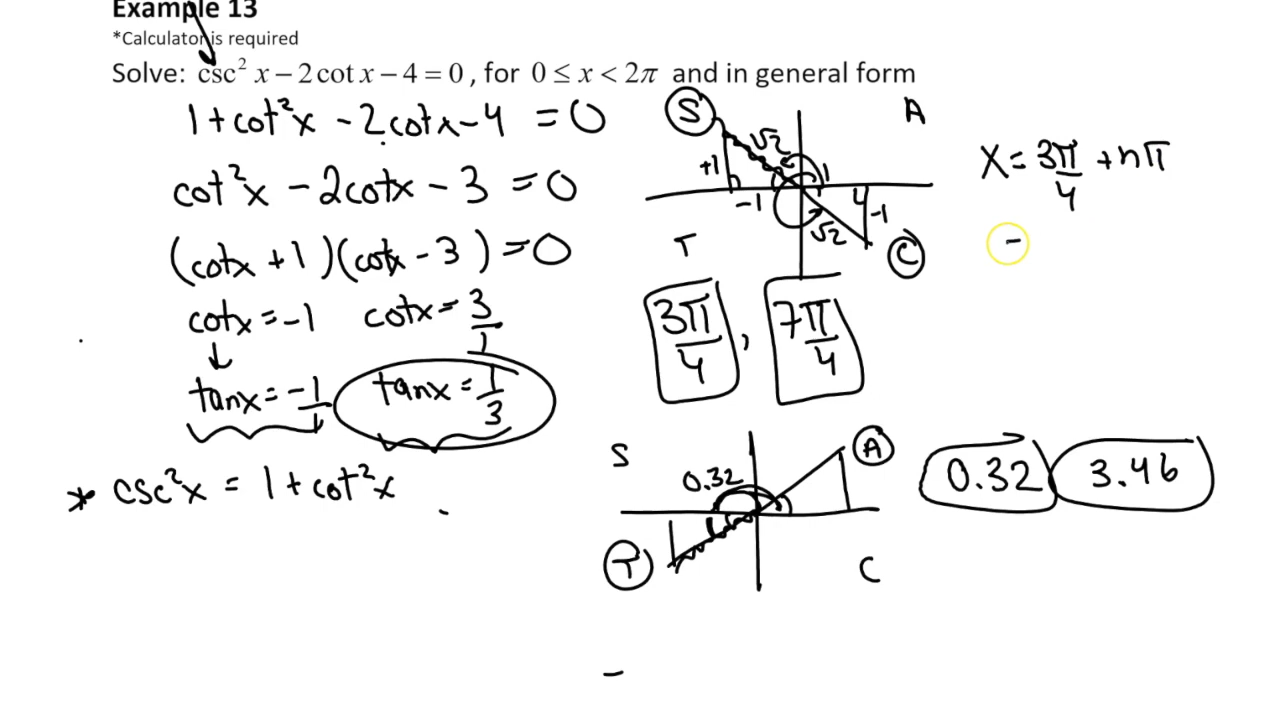 Example 13
*Calculator is required
Solve: csc² x − 2 cot x − 4 = 0 , for 0 ≤ x < 2π and in general form
1 + cot²x - 2cotx - 4 = 0
cot²x - 2cotx - 3 = 0
(cotx + 1)(cotx - 3) = 0
cotx = -1 cotx = 3/1
↓
tanx = -1/1 tanx = 1/3
* csc²x = 1 + cot²x
S A
√2
+1 1
-1 -1
√2
T C
3π/4 , 7π/4
X = 3π/4 + nπ
-
S A
0.32
T C
0.32 3.46